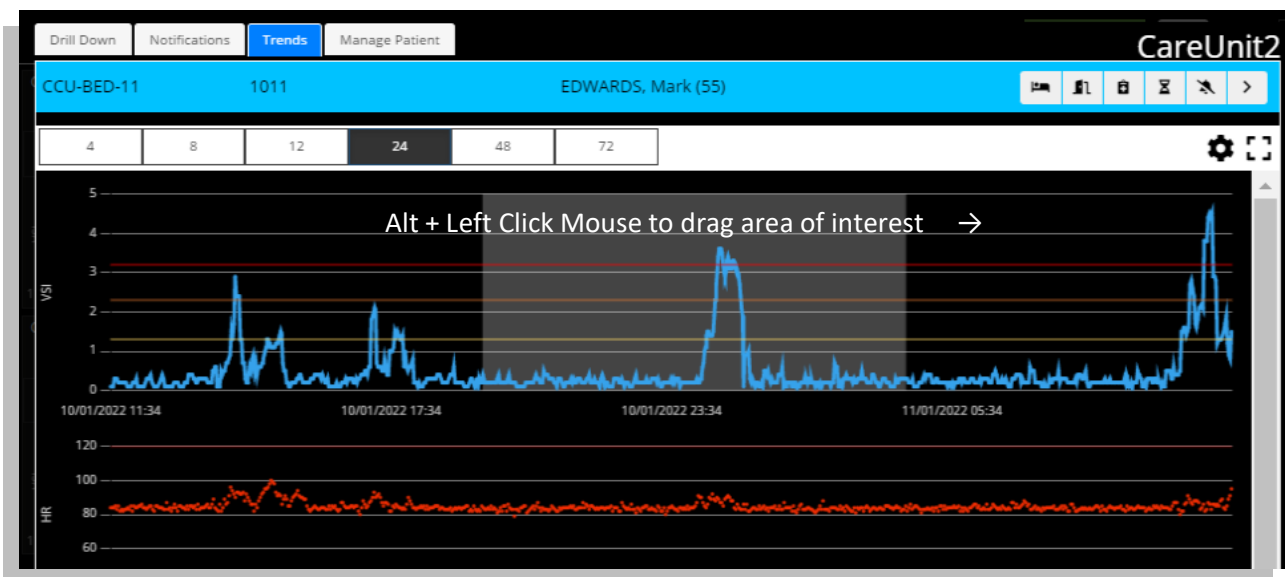 Drill Down Notifications Trends Manage Patient
CareUnit2
CCU-BED-11 1011 EDWARDS, Mark (55)
4 8 12 24 48 72
5
Alt + Left Click Mouse to drag area of interest →
4
3
VSI
2
1
0
10/01/2022 11:34 10/01/2022 17:34 10/01/2022 23:34 11/01/2022 05:34
120
100
HR
80
60